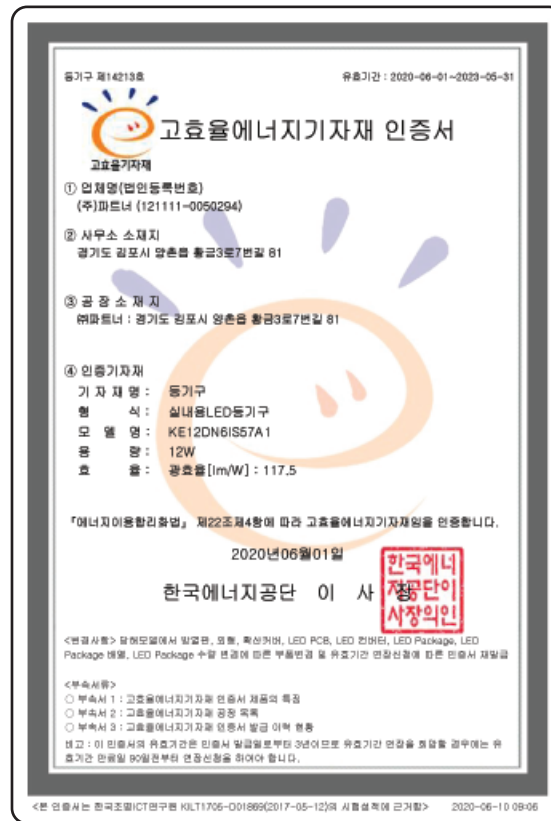 등기구 제14213호
유효기간 : 2020-06-01~2023-05-31
고효율기자재
고효율에너지기자재 인증서
① 업체명(법인등록번호)
(주)파트너 (121111-0050294)
② 사무소 소재지
경기도 김포시 양촌읍 황금3로7번길 81
③ 공 장 소 재 지
㈜파트너 : 경기도 김포시 양촌읍 황금3로7번길 81
④ 인증기자재
기 자 재 명 : 등기구
형 식 : 실내용LED등기구
모 델 명 : KE12DN6IS57A1
용 량 : 12W
효 율 : 광효율[lm/W] : 117.5
『에너지이용합리화법』 제22조제4항에 따라 고효율에너지기자재임을 인증합니다.
2020년06월01일
한국에너지공단 이 사 장
한국에너
지공단이
사장의인
<변경사항> 당해모델에서 방열판, 외형, 확산커버, LED PCB, LED 컨버터, LED Package, LED
Package 배열, LED Package 수량 변경에 따른 부품변경 및 유효기간 연장신청에 따른 인증서 재발급
<부속서류>
○ 부속서 1 : 고효율에너지기자재 인증서 제품의 특징
○ 부속서 2 : 고효율에너지기자재 공장 목록
○ 부속서 3 : 고효율에너지기자재 인증서 발급 이력 현황
비고 : 이 인증서의 유효기간은 인증서 발급일로부터 3년이므로 유효기간 연장을 희망할 경우에는 유
효기간 만료일 90일전부터 연장신청을 하여야 합니다.
<본 인증서는 한국조명ICT연구원 KILT1705-D01869(2017-05-12)의 시험성적에 근거함>
2020-06-10 09:06